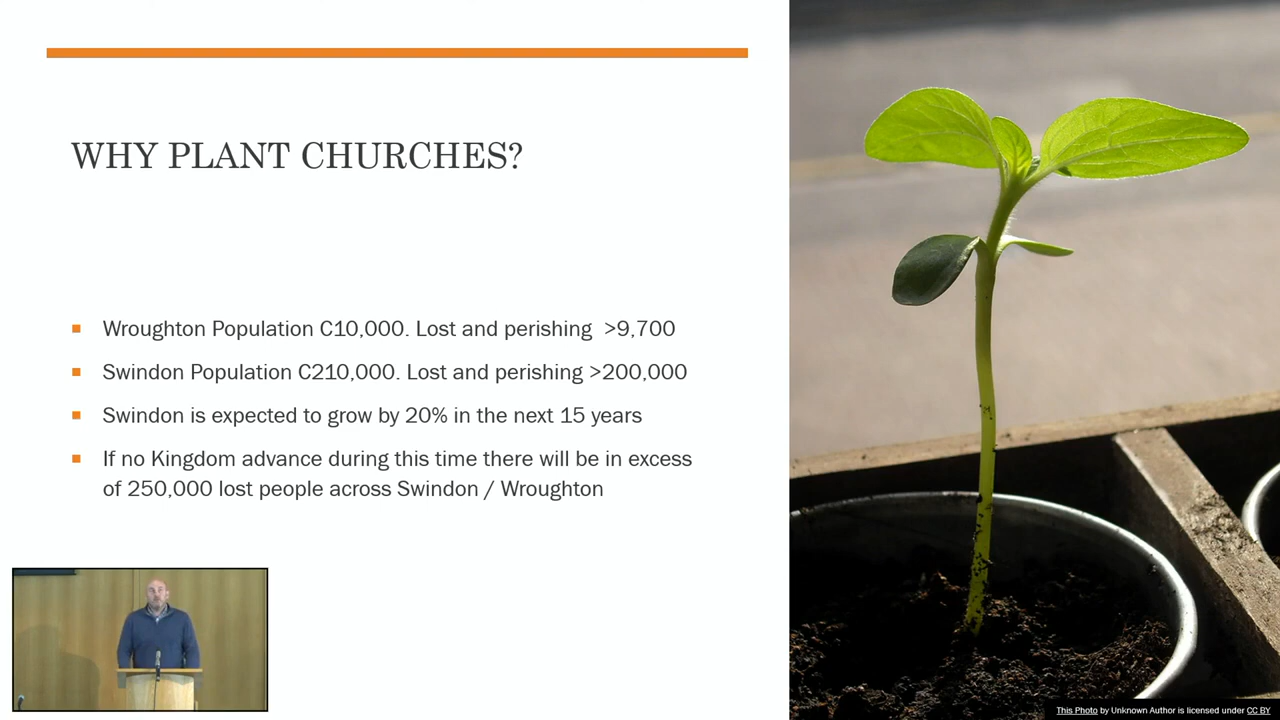 WHY PLANT CHURCHES?
Wroughton Population C10,000. Lost and perishing >9,700
Swindon Population C210,000. Lost and perishing >200,000
Swindon is expected to grow by 20% in the next 15 years
If no Kingdom advance during this time there will be in excess
of 250,000 lost people across Swindon / Wroughton
This Photo by Unknown Author is licensed under CC BY